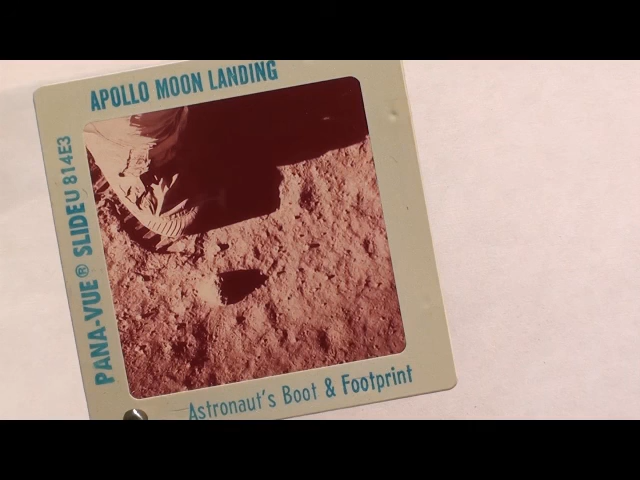 APOLLO MOON LANDING
PANA-VUE® SLIDE U 814E3
Astronaut's Boot & Footprint